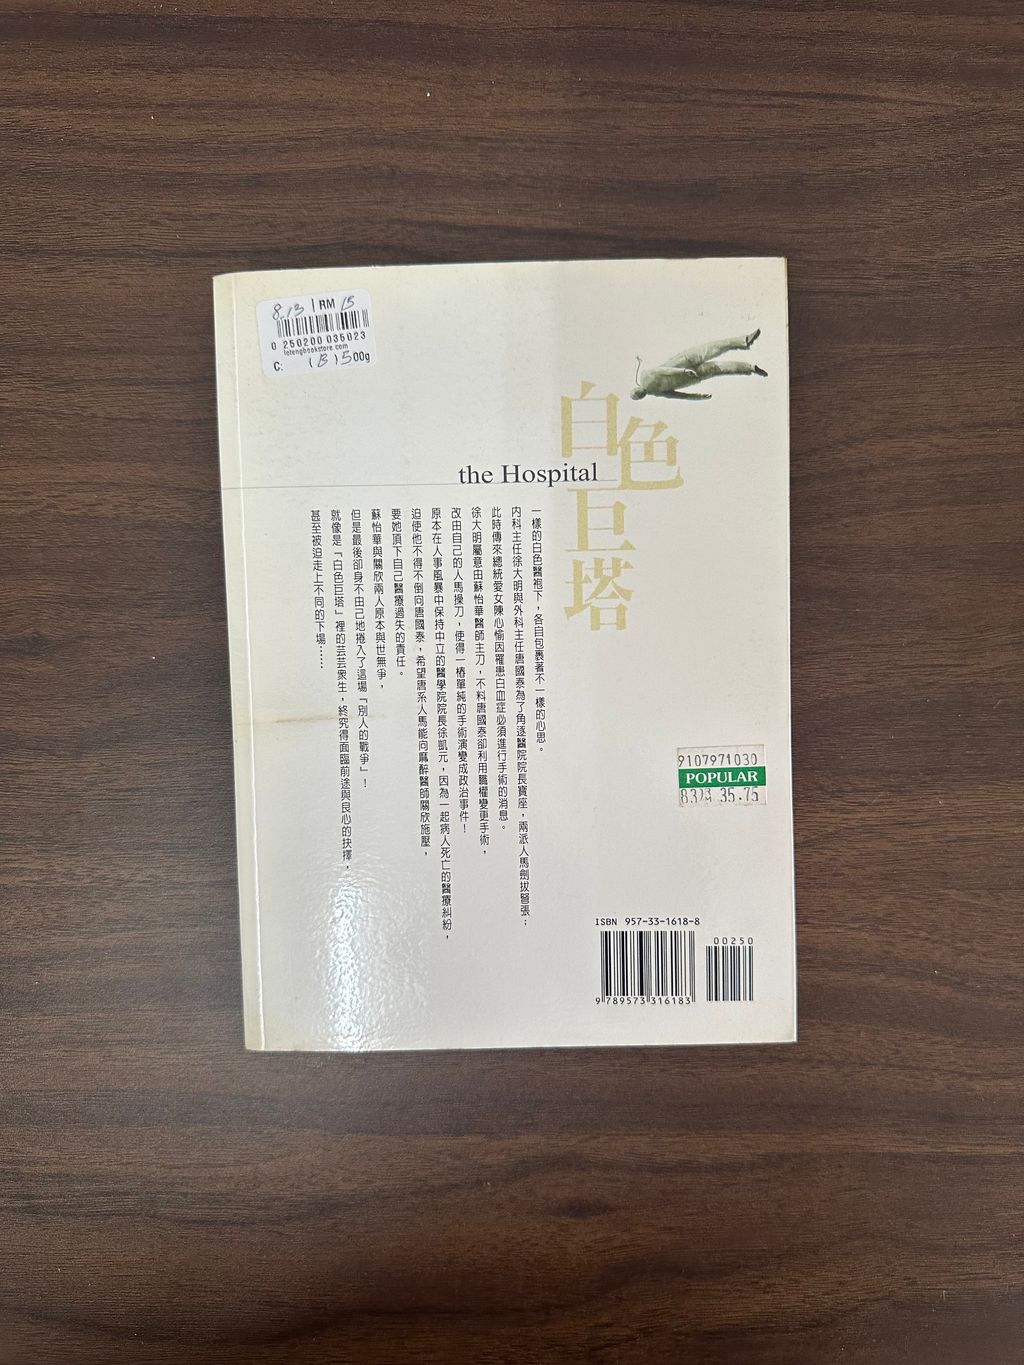 8.13 | RM 15
0 250200 035023
letengbookstore.com
C: 1B1500g
白色巨塔
the Hospital
一樣的白色醫袍下，各自包裹著不一樣的心思。
內科主任徐大明與外科主任唐國泰為了角逐醫院院長寶座，兩派人馬劍拔弩張；
此時傳來總統愛女陳心愉因罹患白血症必須進行手術的消息。
徐大明屬意由蘇怡華醫師主刀，不料唐國泰卻利用職權變更手術，
改由自己的人馬操刀，使得一樁單純的手術演變成政治事件！
原本在人事風暴中保持中立的醫學院院長徐凱元，因為一起病人死亡的醫療糾紛，
迫使他不得不倒向唐國泰，希望唐系人馬能向麻醉醫師關欣施壓，
要她頂下自己醫療過失的責任。
蘇怡華與關欣兩人原本與世無爭，
但是最後卻身不由己地捲入了這場「別人的戰爭」！
就像是「白色巨塔」裡的芸芸眾生，終究得面臨前途與良心的抉擇，
甚至被迫走上不同的下場……
9107971030
POPULAR
35.75
ISBN 957-33-1618-8
00250
9 789573 316183